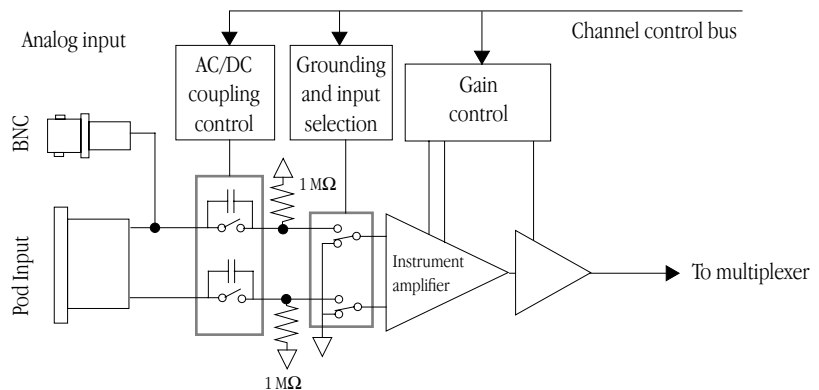 Analog input
Channel control bus
AC/DC
coupling
control
Grounding
and input
selection
Gain
control
BNC
1 MΩ
Pod Input
Instrument
amplifier
To multiplexer
1 MΩ